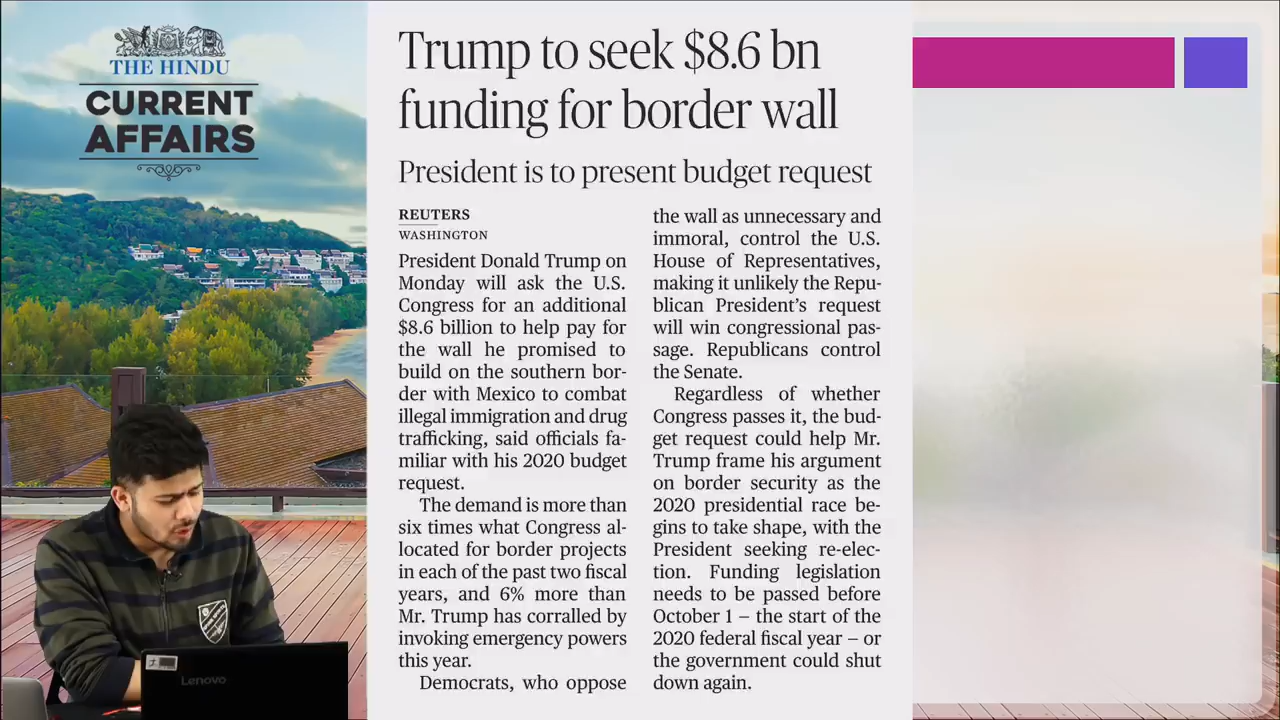 THE HINDU
CURRENT
AFFAIRS
Trump to seek $8.6 bn
funding for border wall
President is to present budget request
REUTERS
WASHINGTON
President Donald Trump on
Monday will ask the U.S.
Congress for an additional
$8.6 billion to help pay for
the wall he promised to
build on the southern bor-
der with Mexico to combat
illegal immigration and drug
trafficking, said officials fa-
miliar with his 2020 budget
request.
The demand is more than
six times what Congress al-
located for border projects
in each of the past two fiscal
years, and 6% more than
Mr. Trump has corralled by
invoking emergency powers
this year.
Democrats, who oppose
the wall as unnecessary and
immoral, control the U.S.
House of Representatives,
making it unlikely the Repu-
blican President's request
will win congressional pas-
sage. Republicans control
the Senate.
Regardless of whether
Congress passes it, the bud-
get request could help Mr.
Trump frame his argument
on border security as the
2020 presidential race be-
gins to take shape, with the
President seeking re-elec-
tion. Funding legislation
needs to be passed before
October 1 – the start of the
2020 federal fiscal year – or
the government could shut
down again.
Lenovo